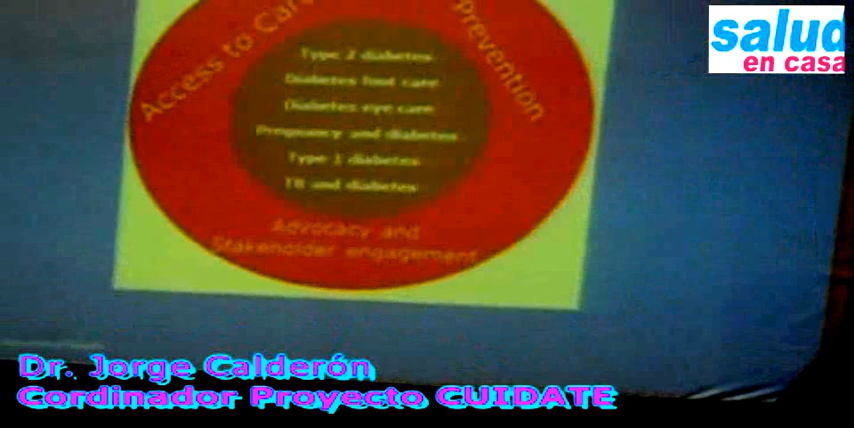 salud
en casa
Access to Care
Prevention
Type 2 diabetes
Diabetes foot care
Diabetes eye care
Pregnancy and diabetes
Type 1 diabetes
TB and diabetes
Advocacy and
Stakeholder engagement
Dr. Jorge Calderón
Cordinador Proyecto CUIDATE